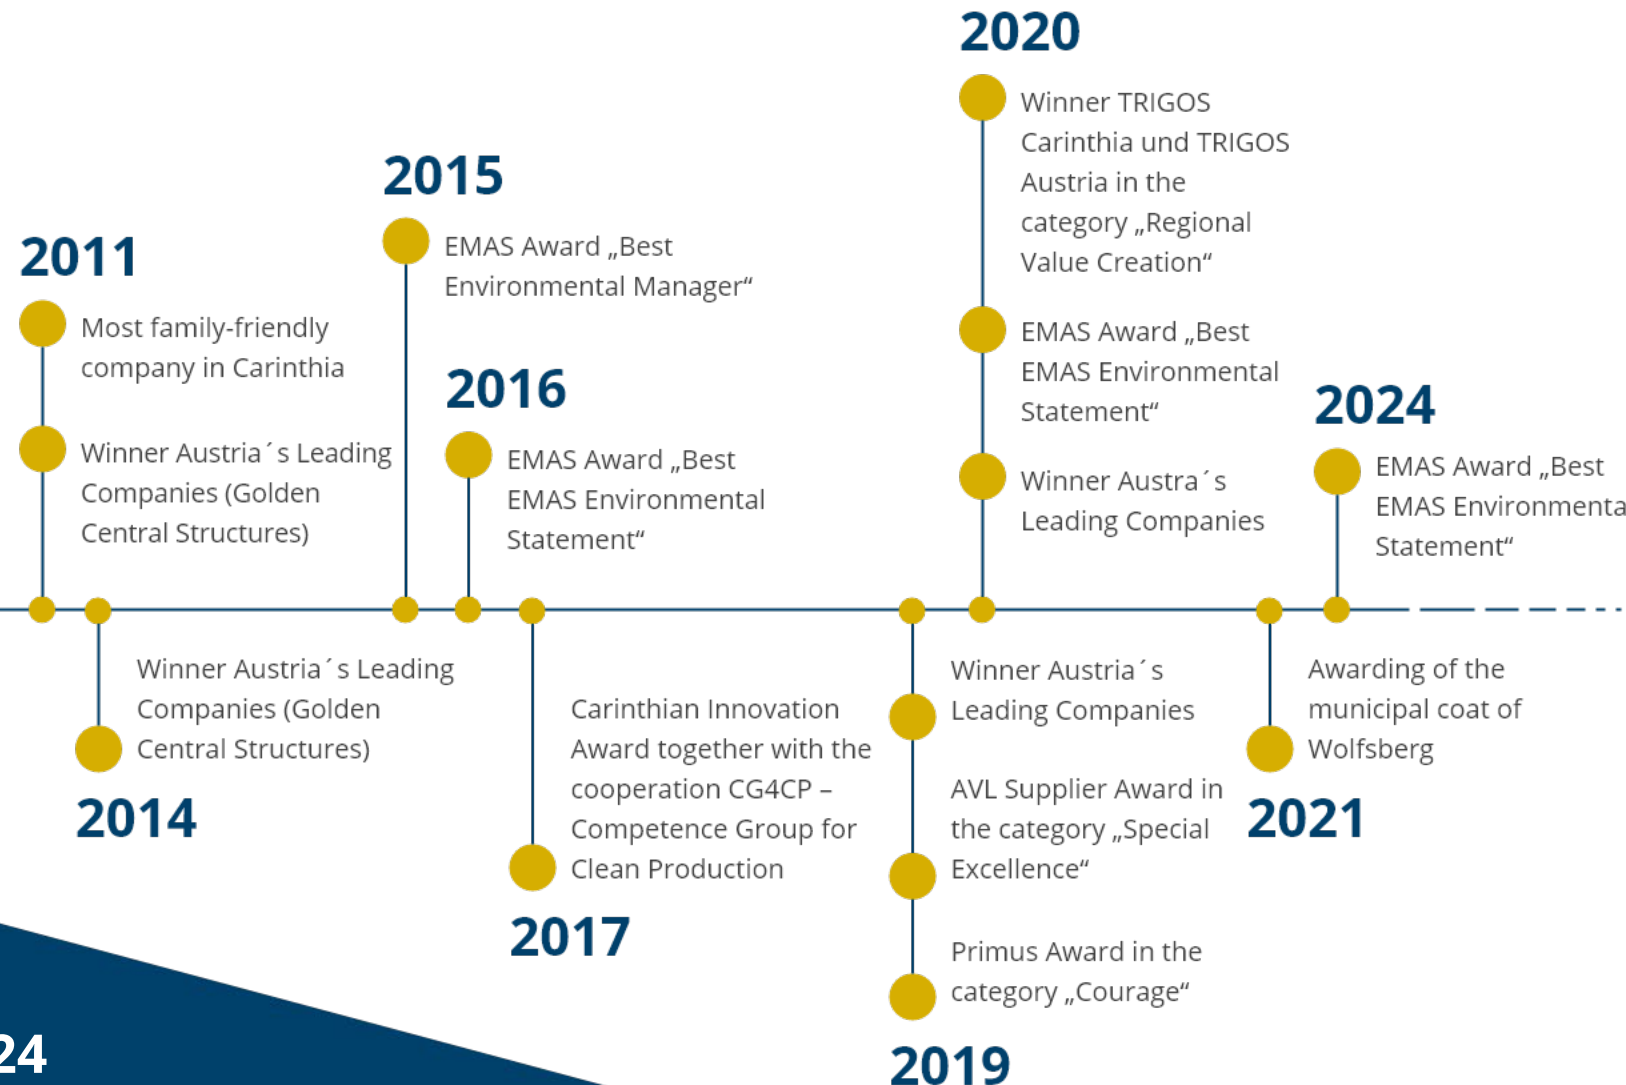 2011
Most family-friendly
company in Carinthia
Winner Austria´s Leading
Companies (Golden
Central Structures)
Winner Austria´s Leading
Companies (Golden
Central Structures)
2014
2015
EMAS Award „Best
Environmental Manager“
2016
EMAS Award „Best
EMAS Environmental
Statement“
Carinthian Innovation
Award together with the
cooperation CG4CP –
Competence Group for
Clean Production
2017
Winner Austria´s
Leading Companies
AVL Supplier Award in
the category „Special
Excellence“
Primus Award in the
category „Courage“
2019
2020
Winner TRIGOS
Carinthia und TRIGOS
Austria in the
category „Regional
Value Creation“
EMAS Award „Best
EMAS Environmental
Statement“
Winner Austra´s
Leading Companies
Awarding of the
municipal coat of
Wolfsberg
2021
2024
EMAS Award „Best
EMAS Environmenta
Statement“
24